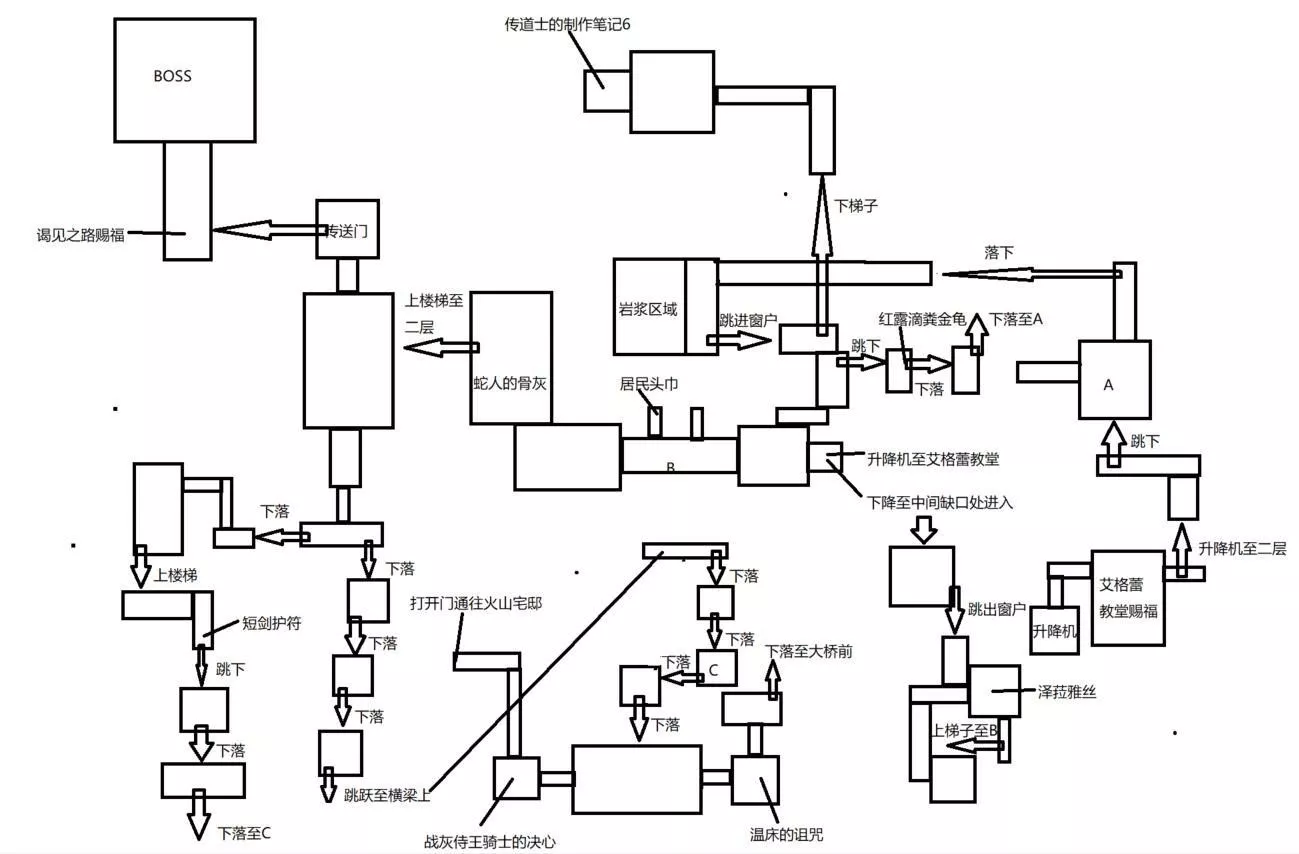 传道士的制作笔记6
BOSS
下梯子
谒见之路赐福
传送门
落下
上楼梯至
二层
岩浆区域
跳进窗户
红露滴粪金龟
下落至A
跳下
下落
蛇人的骨灰
居民头巾
A
跳下
B
升降机至艾格蕾教堂
下降至中间缺口处进入
下落
升降机至二层
上楼梯
下落
下落
打开门通往火山宅邸
艾格蕾
教堂赐福
跳出窗户
升降机
短剑护符
下落
下落
下落至大桥前
跳下
下落
C
泽菈雅丝
下落
下落
上梯子至B
下落
跳跃至横梁上
下落至C
战灰侍王骑士的决心
温床的诅咒